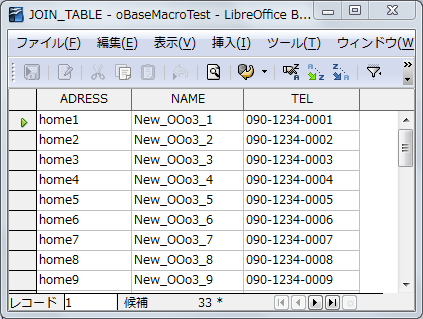 JOIN_TABLE - oBaseMacroTest - LibreOffice B...
ファイル(F) 編集(E) 表示(V) 挿入(I) ツール(T) ウィンドウ(W
ADRESS NAME TEL
home1 New_OOo3_1 090-1234-0001
home2 New_OOo3_2 090-1234-0002
home3 New_OOo3_3 090-1234-0003
home4 New_OOo3_4 090-1234-0004
home5 New_OOo3_5 090-1234-0005
home6 New_OOo3_6 090-1234-0006
home7 New_OOo3_7 090-1234-0007
home8 New_OOo3_8 090-1234-0008
home9 New_OOo3_9 090-1234-0009
レコード 1 候補 33 *